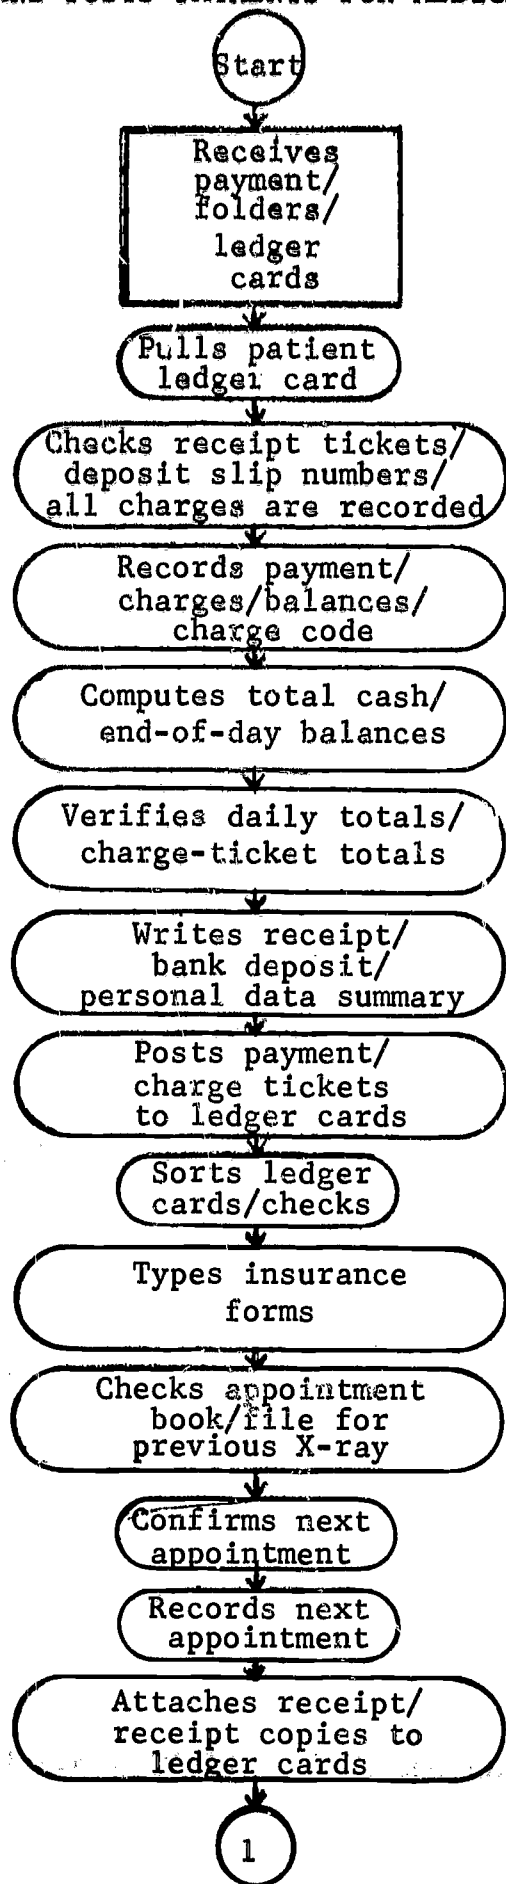 Start
Receives
payment/
folders/
ledger
cards
Pulls patient
ledger card
Checks receipt tickets/
deposit slip numbers/
all charges are recorded
Records payment/
charges/balances/
charge code
Computes total cash/
end-of-day balances
Verifies daily totals/
charge-ticket totals
Writes receipt/
bank deposit/
personal data summary
Posts payment/
charge tickets
to ledger cards
Sorts ledger
cards/checks
Types insurance
forms
Checks appointment
book/file for
previous X-ray
Confirms next
appointment
Records next
appointment
Attaches receipt/
receipt copies to
ledger cards
1